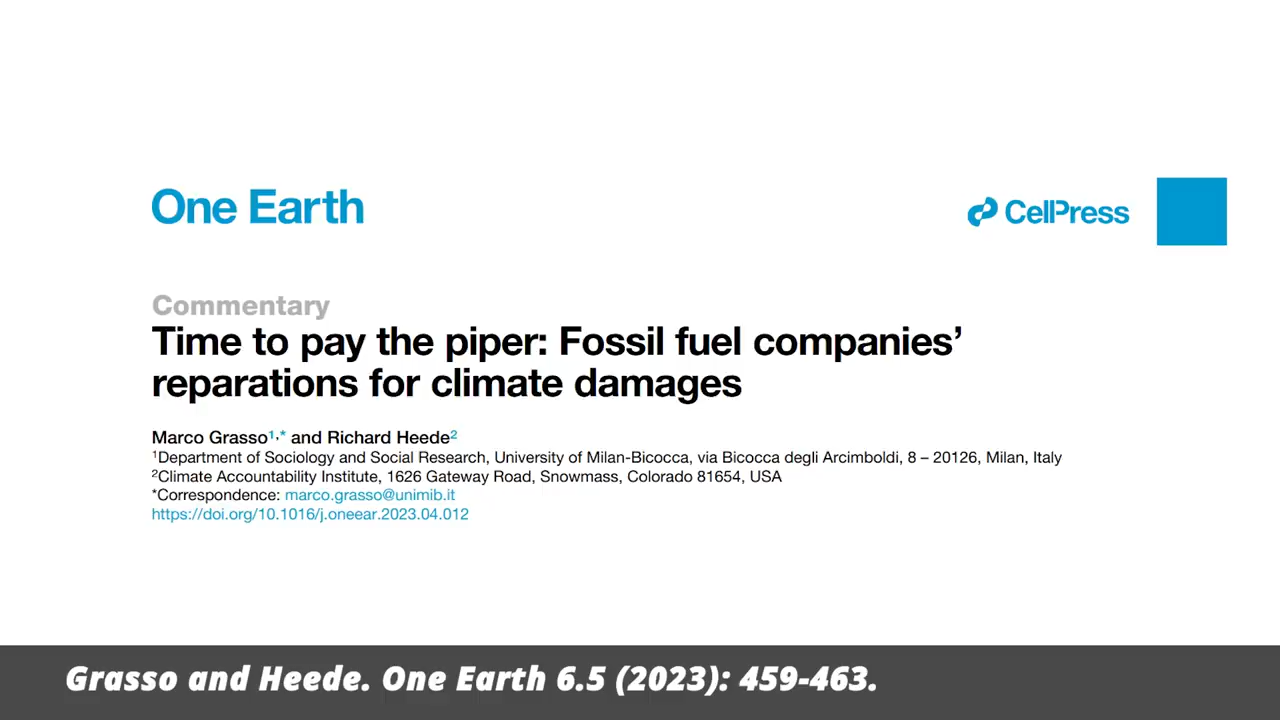 One Earth
CellPress
Commentary
Time to pay the piper: Fossil fuel companies’
reparations for climate damages
Marco Grasso1,* and Richard Heede2
1Department of Sociology and Social Research, University of Milan-Bicocca, via Bicocca degli Arcimboldi, 8 – 20126, Milan, Italy
2Climate Accountability Institute, 1626 Gateway Road, Snowmass, Colorado 81654, USA
*Correspondence: marco.grasso@unimib.it
https://doi.org/10.1016/j.oneear.2023.04.012
Grasso and Heede. One Earth 6.5 (2023): 459-463.